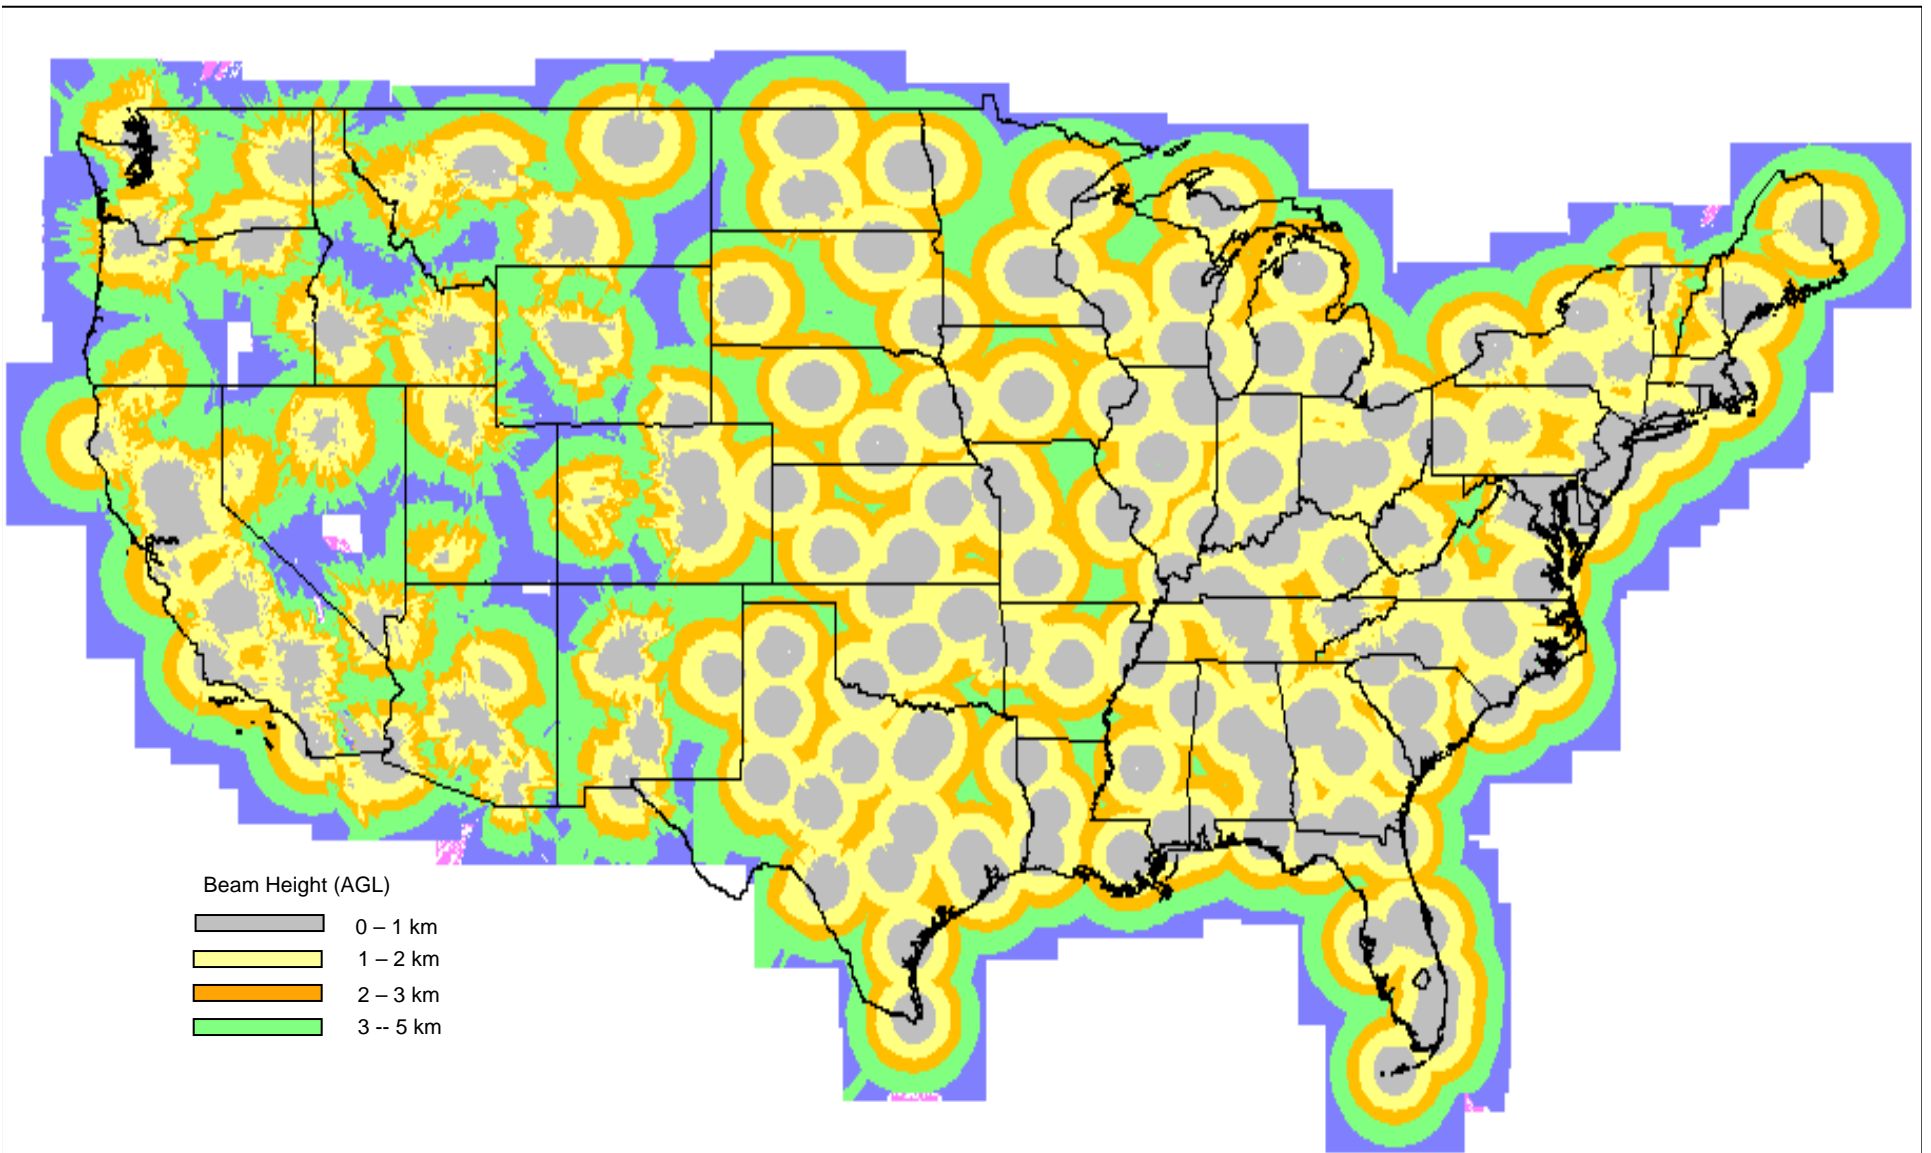 Beam Height (AGL)
0 – 1 km
1 – 2 km
2 – 3 km
3 -- 5 km